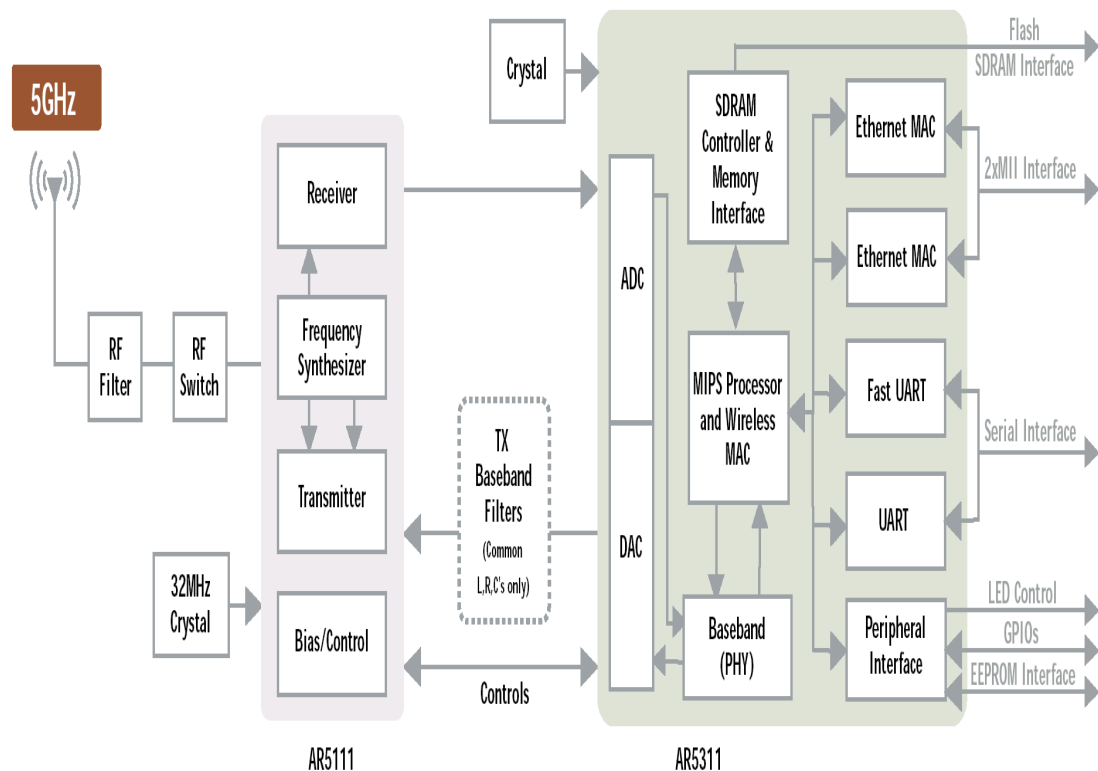 5GHz
RF
Filter
RF
Switch
32MHz
Crystal
Receiver
Frequency
Synthesizer
Transmitter
Bias/Control
AR5111
Crystal
TX
Baseband
Filters
(Common
L,R,C's only)
Controls
ADC
DAC
SDRAM
Controller &
Memory
Interface
MIPS Processor
and Wireless
MAC
Baseband
(PHY)
Ethernet MAC
Ethernet MAC
Fast UART
UART
Peripheral
Interface
AR5311
Flash
SDRAM Interface
2xMII Interface
Serial Interface
LED Control
GPIOs
EEPROM Interface